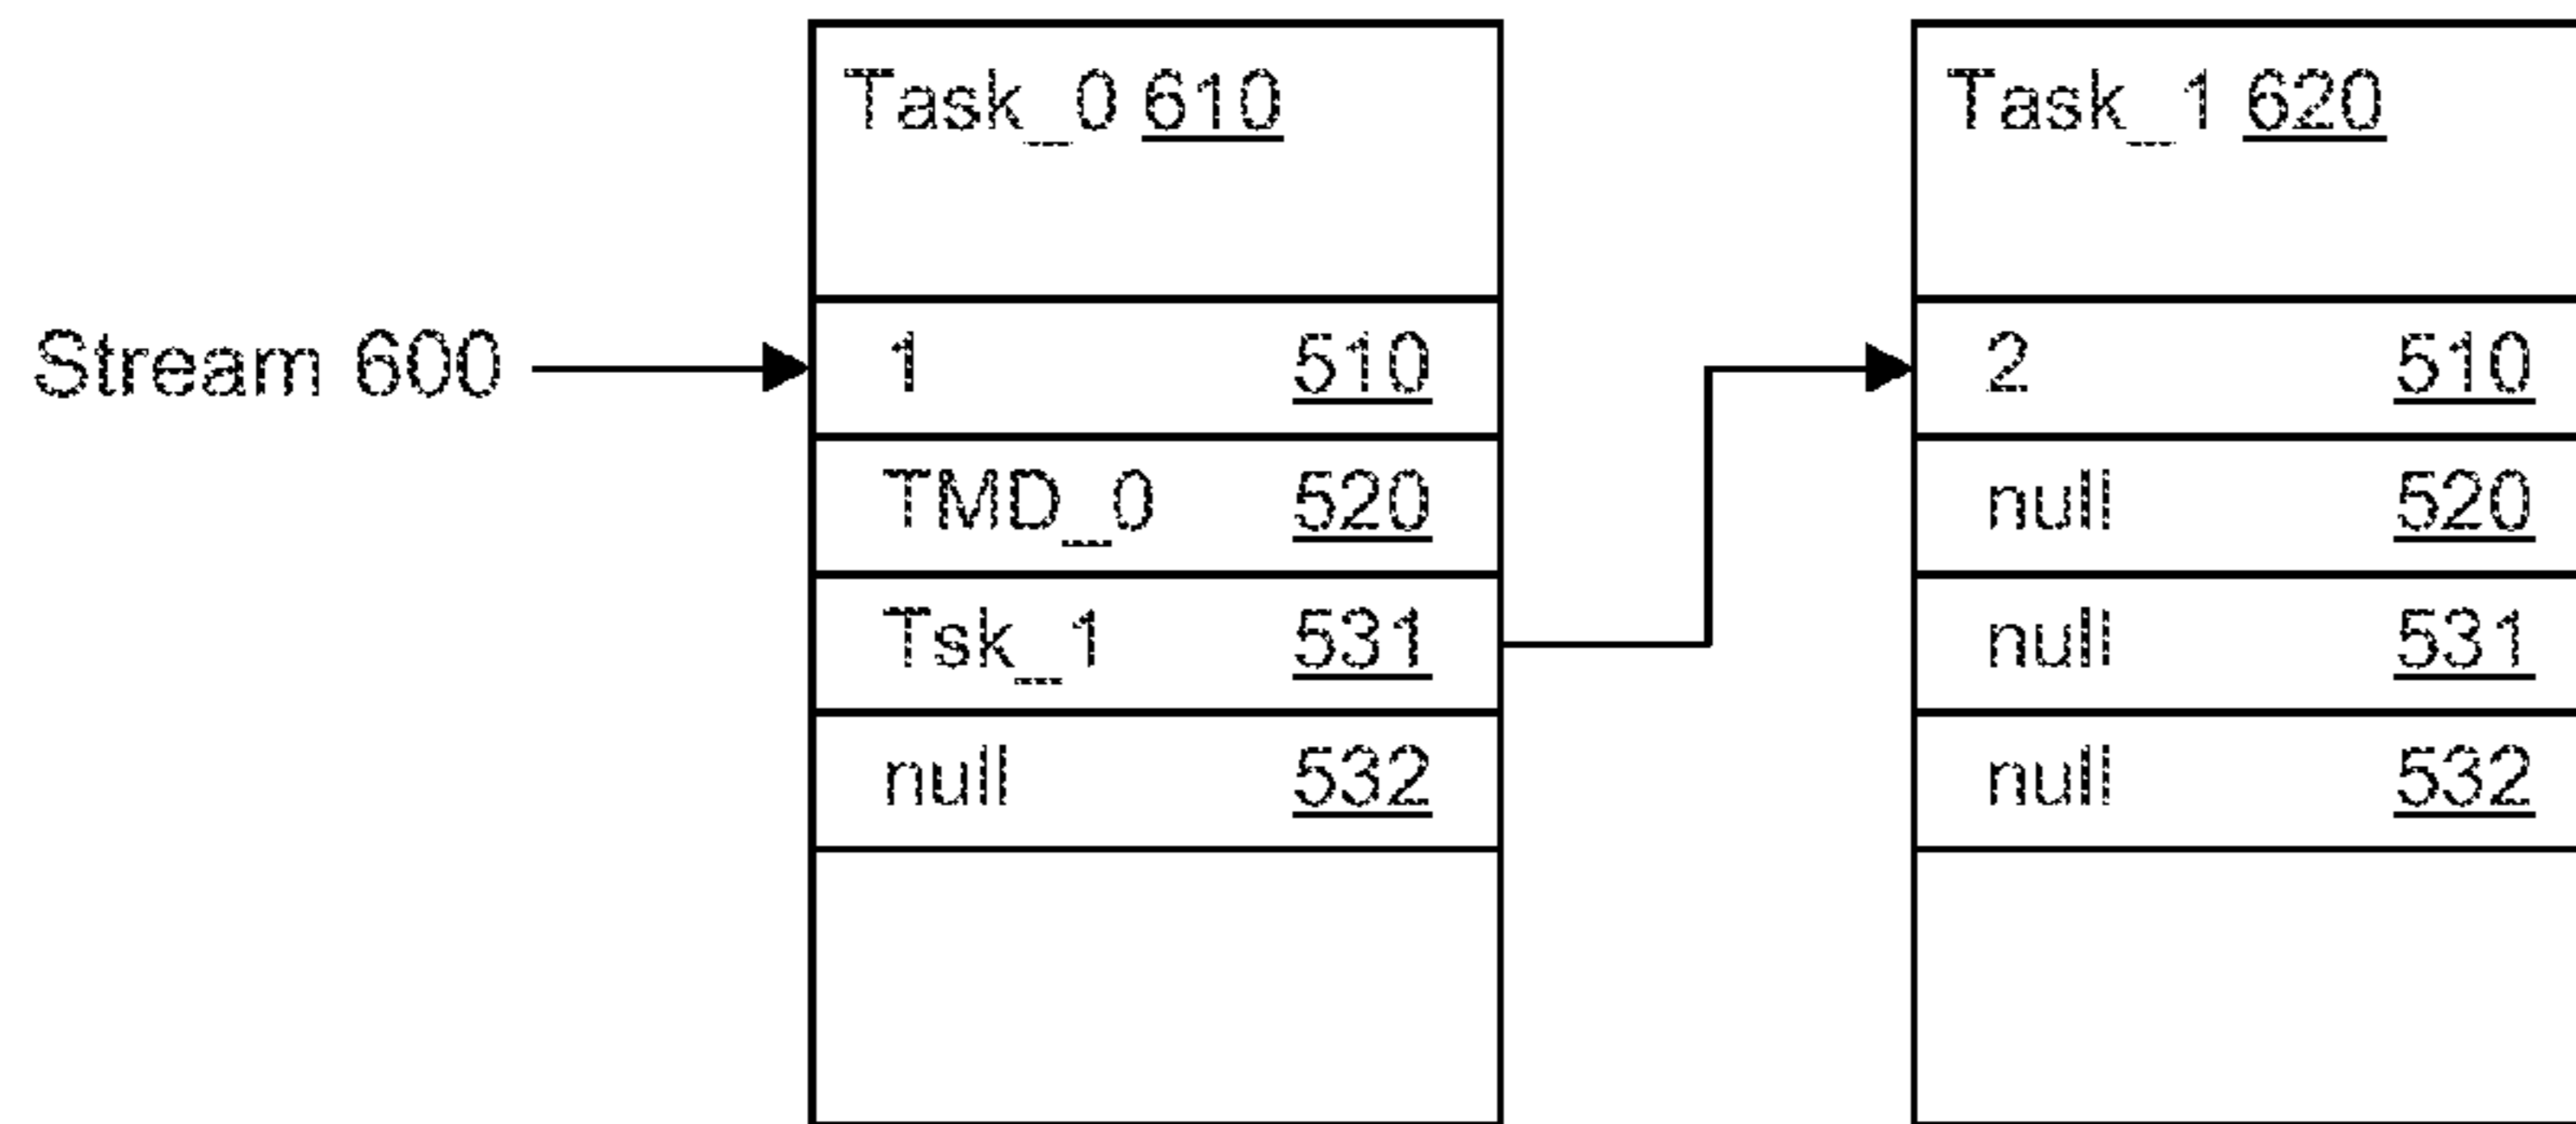 Task_0 610
Task_1 620
Stream 600
1 510
2 510
TMD_0 520
null 520
Tsk_1 531
null 531
null 532
null 532